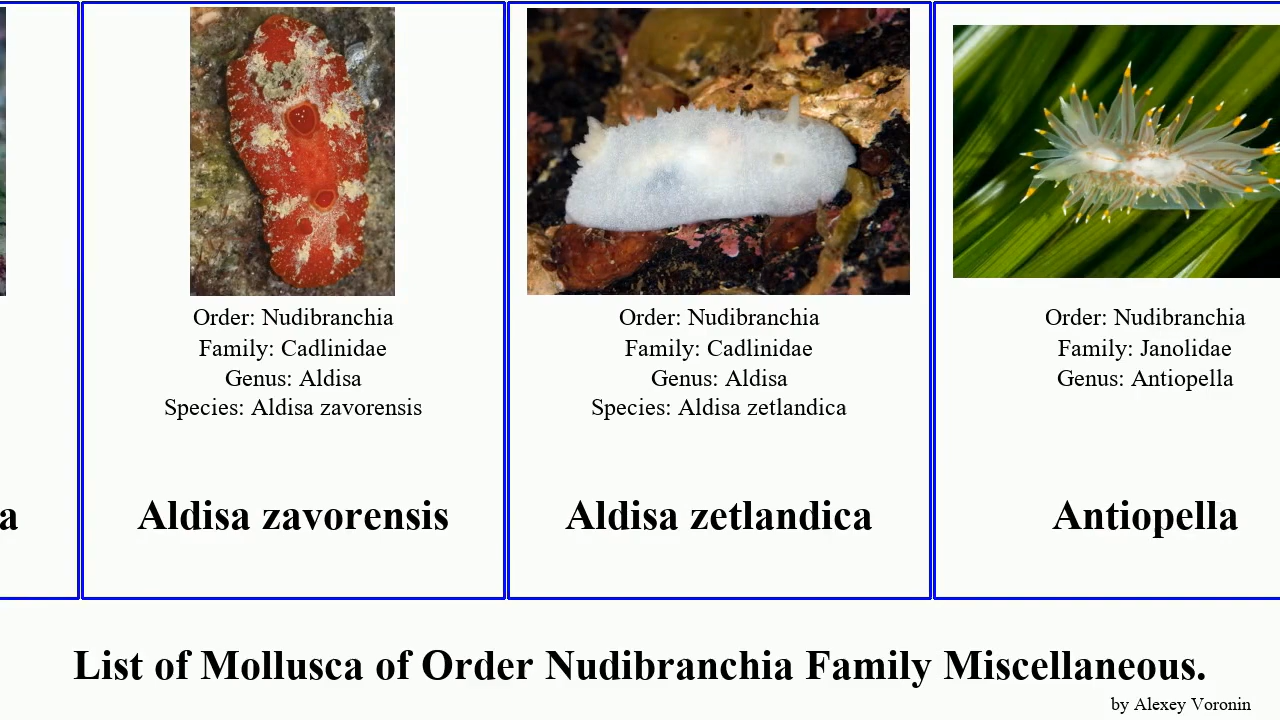 Order: Nudibranchia
Family: Cadlinidae
Genus: Aldisa
Species: Aldisa zavorensis
Order: Nudibranchia
Family: Cadlinidae
Genus: Aldisa
Species: Aldisa zetlandica
Order: Nudibranchia
Family: Janolidae
Genus: Antiopella
a
Aldisa zavorensis
Aldisa zetlandica
Antiopella
List of Mollusca of Order Nudibranchia Family Miscellaneous.
by Alexey Voronin